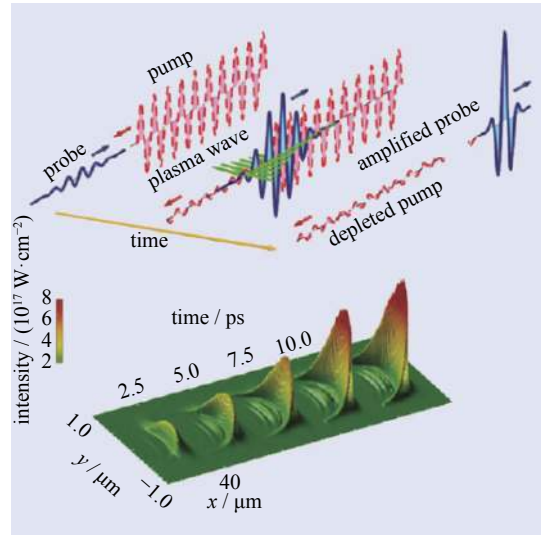 pump
probe
plasma wave
amplified probe
depleted pump
time
intensity / (10¹⁷ W·cm⁻²)
8
6
4
2
time / ps
2.5
5.0
7.5
10.0
1.0
y / μm
−1.0
40
x / μm